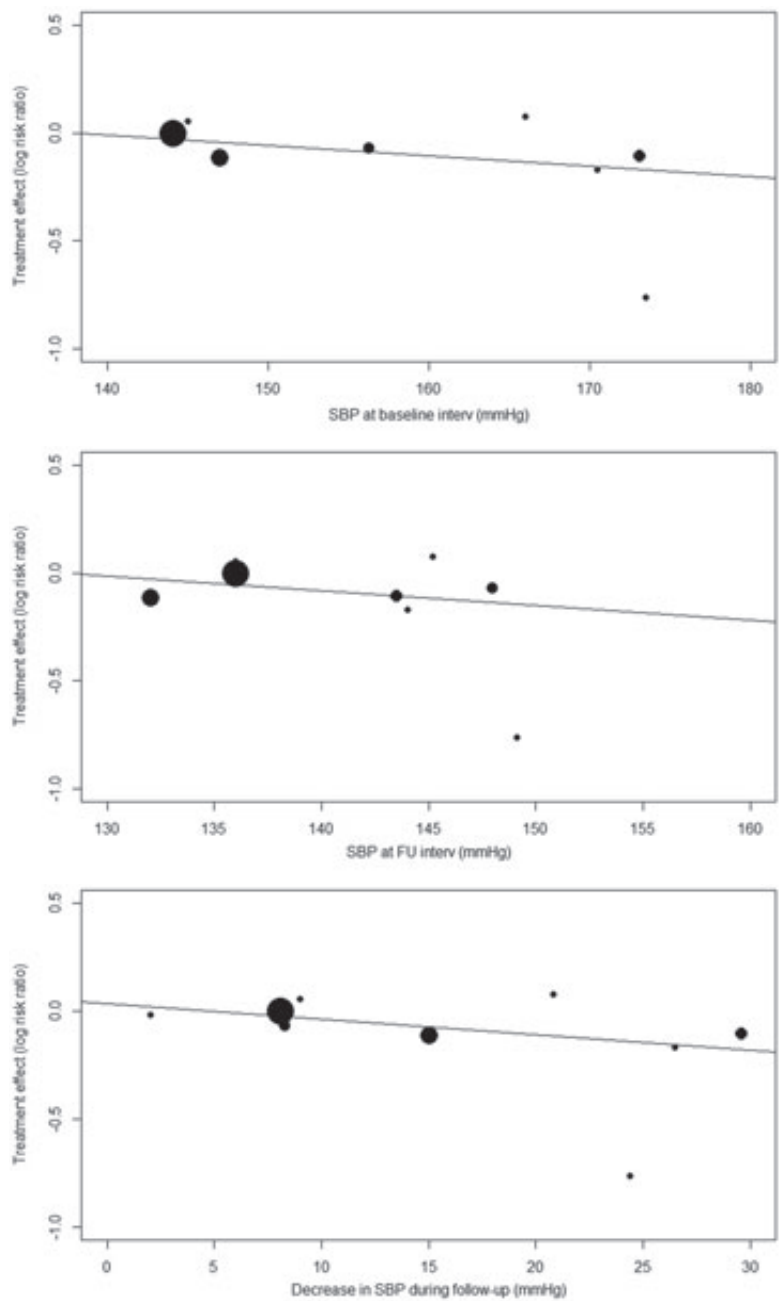 0.5
0.0
-0.5
-1.0
Treatment effect (log risk ratio)
140 150 160 170 180
SBP at baseline interv (mmHg)
0.5
0.0
-0.5
-1.0
Treatment effect (log risk ratio)
130 135 140 145 150 155 160
SBP at FU interv (mmHg)
0.5
0.0
-0.5
-1.0
Treatment effect (log risk ratio)
0 5 10 15 20 25 30
Decrease in SBP during follow-up (mmHg)